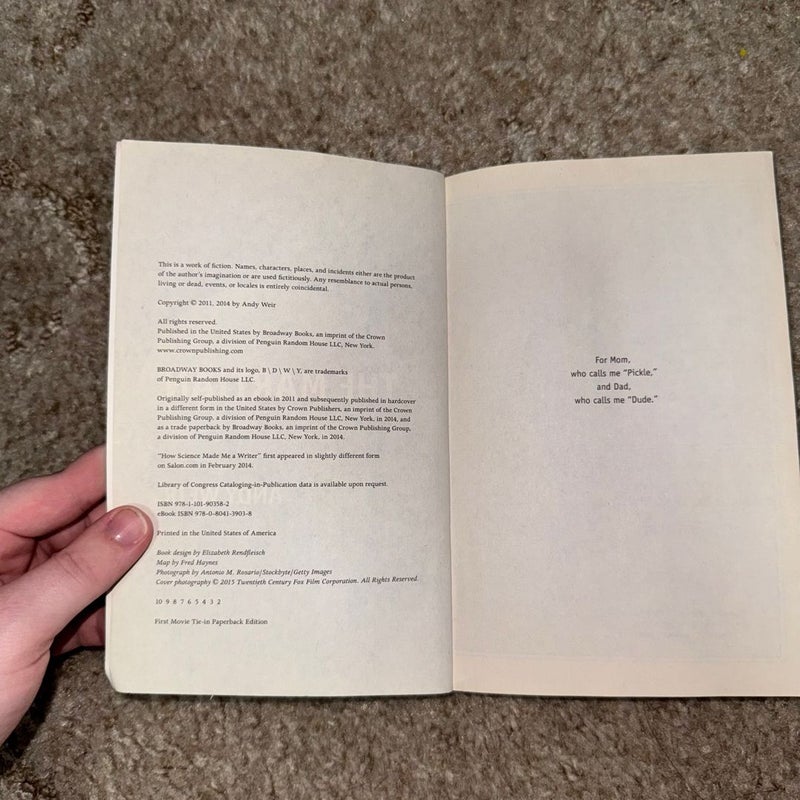 This is a work of fiction. Names, characters, places, and incidents either are the product
of the author's imagination or are used fictitiously. Any resemblance to actual persons,
living or dead, events, or locales is entirely coincidental.
Copyright © 2011, 2014 by Andy Weir
All rights reserved.
Published in the United States by Broadway Books, an imprint of the Crown
Publishing Group, a division of Penguin Random House LLC, New York.
www.crownpublishing.com
BROADWAY BOOKS and its logo, B \ D \ W \ Y, are trademarks
of Penguin Random House LLC.
Originally self-published as an ebook in 2011 and subsequently published in hardcover
in a different form in the United States by Crown Publishers, an imprint of the Crown
Publishing Group, a division of Penguin Random House LLC, New York, in 2014, and
as a trade paperback by Broadway Books, an imprint of the Crown Publishing Group,
a division of Penguin Random House LLC, New York, in 2014.
"How Science Made Me a Writer" first appeared in slightly different form
on Salon.com in February 2014.
Library of Congress Cataloging-in-Publication data is available upon request.
ISBN 978-1-101-90358-2
eBook ISBN 978-0-8041-3903-8
Printed in the United States of America
Book design by Elizabeth Rendfleisch
Map by Fred Haynes
Photograph by Antonio M. Rosario/Stockbyte/Getty Images
Cover photography © 2015 Twentieth Century Fox Film Corporation. All Rights Reserved.
10 9 8 7 6 5 4 3 2
First Movie Tie-in Paperback Edition
For Mom,
who calls me "Pickle,"
and Dad,
who calls me "Dude."